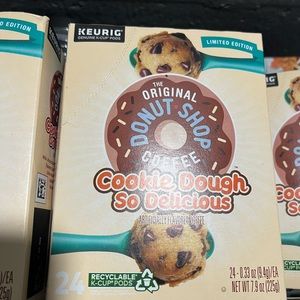 KEURIG
GENUINE K-CUP PODS
LIMITED EDITION
THE
ORIGINAL
DONUT SHOP
COFFEE
Cookie Dough
So Delicious
24
RECYCLABLE
K-CUP PODS
24 - 0.33 oz (9.4g)/EA
NET WT 7.9 oz (225g)
EDITION